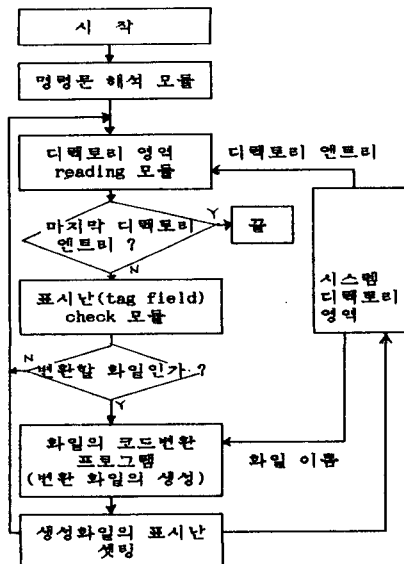 시 작
명령문 해석 모듈
디렉토리 영역
reading 모듈
디렉토리 엔트리
마지막 디렉토리
엔트리 ?
Y
끝
N
시스템
디렉토리
영역
표시난(tag field)
check 모듈
N
변환할 화일인가 ?
Y
화일의 코드변환
프로그램
(변환 화일의 생성)
화일 이름
생성화일의 표시난
셋팅